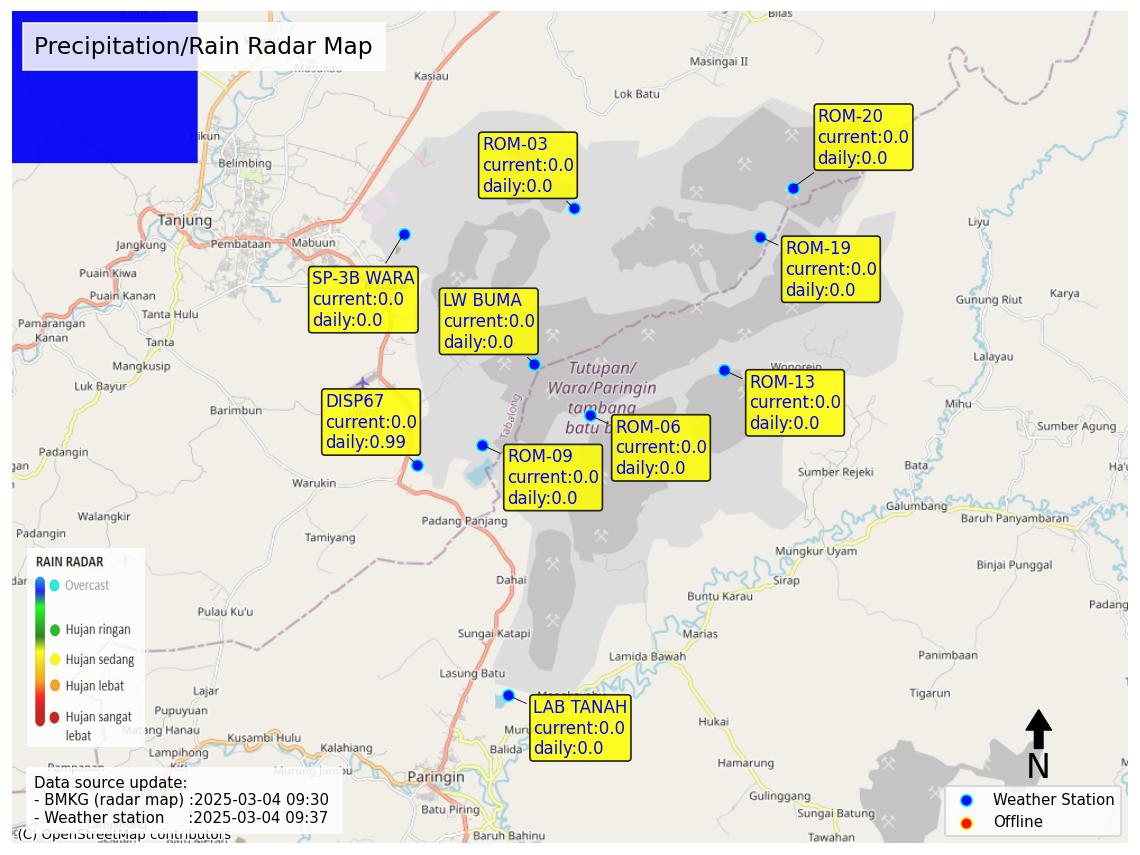 Precipitation/Rain Radar Map
Bilas
Masingai II
Kasiau
Lok Batu
Hikun
Belimbing
ROM-20
current:0.0
daily:0.0
ROM-03
current:0.0
daily:0.0
Tanjung
Jangkung
Pembataan
Mabuun
Liyu
ROM-19
current:0.0
daily:0.0
SP-3B WARA
current:0.0
daily:0.0
LW BUMA
current:0.0
daily:0.0
Puain Kiwa
Puain Kanan
Tanta Hulu
Gunung Riut
Karya
Pamarangan
Kanan
Tanta
Mangkusip
Luk Bayur
Lalayau
Wonorejo
Tutupan/
Wara/Paringin
tambang
batu b
Tabalong
ROM-13
current:0.0
daily:0.0
DISP67
current:0.0
daily:0.99
Barimbun
Mihu
Sumber Agung
ROM-06
current:0.0
daily:0.0
ROM-09
current:0.0
daily:0.0
Padangin
Warukin
Sumber Rejeki
Bata
Galumbang
Baruh Panyambaran
Walangkir
Padangin
Tamiyang
Padang Panjang
Mungkur Uyam
Binjai Punggal
Dahai
Sirap
Buntu Karau
Padang
RAIN RADAR
Overcast
Hujan ringan
Hujan sedang
Hujan lebat
Hujan sangat
lebat
Pulau Ku'u
Sungai Katapi
Marias
Lamida Bawah
Panimbaan
Lasung Batu
Tigarun
Lajar
Pupuyuan
Matang Hanau
Kusambi Hulu
Lampihong
Kalahiang
Murung Jambu
LAB TANAH
current:0.0
daily:0.0
Balida
Hukai
Hamarung
Paringin
Batu Piring
Baruh Bahinu
Gulinggang
Sungai Batung
Tawahan
N
Data source update:
- BMKG (radar map) :2025-03-04 09:30
- Weather station :2025-03-04 09:37
(C) OpenStreetMap contributors
Weather Station
Offline